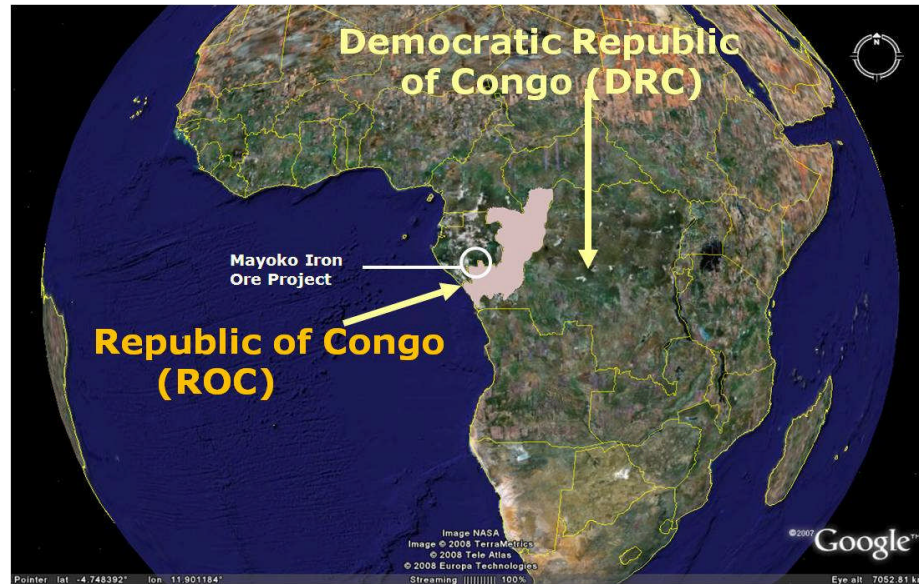 Democratic Republic
of Congo (DRC)
N
Mayoko Iron
Ore Project
Republic of Congo
(ROC)
Image NASA
Image © 2008 TerraMetrics
© 2008 Tele Atlas
© 2008 Europa Technologies
©2007 Google™
Pointer lat -4.748392° lon 11.901184° Streaming |||||||||| 100% Eye alt 7052.8